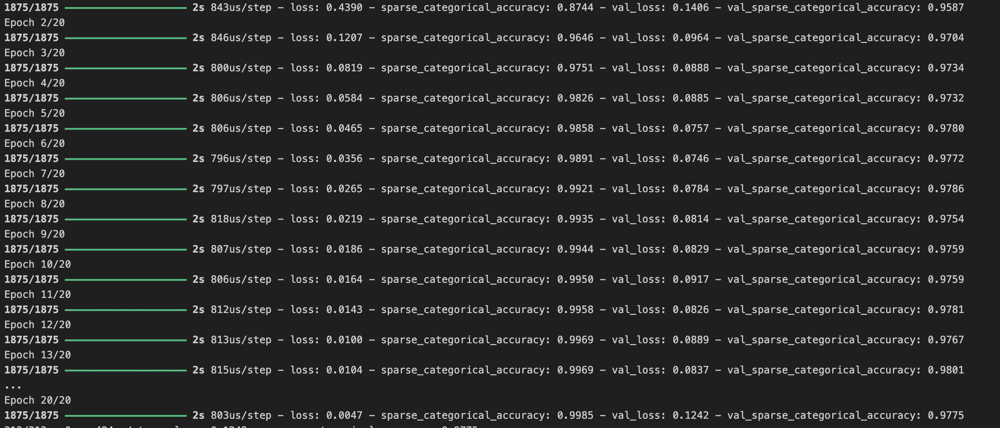 1875/1875 ━━━━━━━━━━━━━━━━━━━━ 2s 843us/step - loss: 0.4390 - sparse_categorical_accuracy: 0.8744 - val_loss: 0.1406 - val_sparse_categorical_accuracy: 0.9587
Epoch 2/20
1875/1875 ━━━━━━━━━━━━━━━━━━━━ 2s 846us/step - loss: 0.1207 - sparse_categorical_accuracy: 0.9646 - val_loss: 0.0964 - val_sparse_categorical_accuracy: 0.9704
Epoch 3/20
1875/1875 ━━━━━━━━━━━━━━━━━━━━ 2s 800us/step - loss: 0.0819 - sparse_categorical_accuracy: 0.9751 - val_loss: 0.0888 - val_sparse_categorical_accuracy: 0.9734
Epoch 4/20
1875/1875 ━━━━━━━━━━━━━━━━━━━━ 2s 806us/step - loss: 0.0584 - sparse_categorical_accuracy: 0.9826 - val_loss: 0.0885 - val_sparse_categorical_accuracy: 0.9732
Epoch 5/20
1875/1875 ━━━━━━━━━━━━━━━━━━━━ 2s 806us/step - loss: 0.0465 - sparse_categorical_accuracy: 0.9858 - val_loss: 0.0757 - val_sparse_categorical_accuracy: 0.9780
Epoch 6/20
1875/1875 ━━━━━━━━━━━━━━━━━━━━ 2s 796us/step - loss: 0.0356 - sparse_categorical_accuracy: 0.9891 - val_loss: 0.0746 - val_sparse_categorical_accuracy: 0.9772
Epoch 7/20
1875/1875 ━━━━━━━━━━━━━━━━━━━━ 2s 797us/step - loss: 0.0265 - sparse_categorical_accuracy: 0.9921 - val_loss: 0.0784 - val_sparse_categorical_accuracy: 0.9786
Epoch 8/20
1875/1875 ━━━━━━━━━━━━━━━━━━━━ 2s 818us/step - loss: 0.0219 - sparse_categorical_accuracy: 0.9935 - val_loss: 0.0814 - val_sparse_categorical_accuracy: 0.9754
Epoch 9/20
1875/1875 ━━━━━━━━━━━━━━━━━━━━ 2s 807us/step - loss: 0.0186 - sparse_categorical_accuracy: 0.9944 - val_loss: 0.0829 - val_sparse_categorical_accuracy: 0.9759
Epoch 10/20
1875/1875 ━━━━━━━━━━━━━━━━━━━━ 2s 806us/step - loss: 0.0164 - sparse_categorical_accuracy: 0.9950 - val_loss: 0.0917 - val_sparse_categorical_accuracy: 0.9759
Epoch 11/20
1875/1875 ━━━━━━━━━━━━━━━━━━━━ 2s 812us/step - loss: 0.0143 - sparse_categorical_accuracy: 0.9958 - val_loss: 0.0826 - val_sparse_categorical_accuracy: 0.9781
Epoch 12/20
1875/1875 ━━━━━━━━━━━━━━━━━━━━ 2s 813us/step - loss: 0.0100 - sparse_categorical_accuracy: 0.9969 - val_loss: 0.0889 - val_sparse_categorical_accuracy: 0.9767
Epoch 13/20
1875/1875 ━━━━━━━━━━━━━━━━━━━━ 2s 815us/step - loss: 0.0104 - sparse_categorical_accuracy: 0.9969 - val_loss: 0.0837 - val_sparse_categorical_accuracy: 0.9801
...
Epoch 20/20
1875/1875 ━━━━━━━━━━━━━━━━━━━━ 2s 803us/step - loss: 0.0047 - sparse_categorical_accuracy: 0.9985 - val_loss: 0.1242 - val_sparse_categorical_accuracy: 0.9775